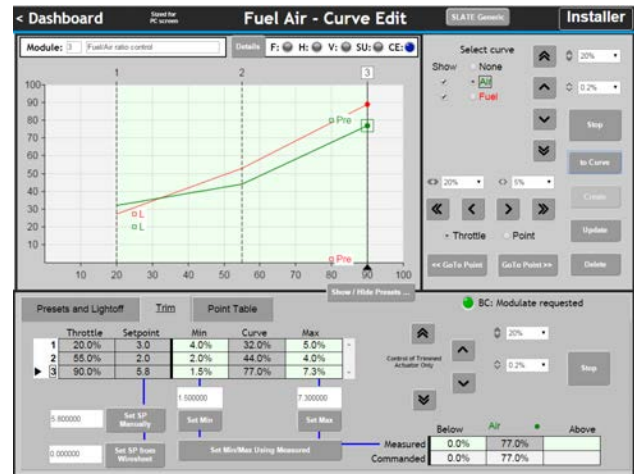 < Dashboard
Sized for
PC screen
Fuel Air - Curve Edit
SLATE Generic
Installer
Module: 3 Fuel/Air ratio control
Details
F: H: V: SU: CE:
1 2 3
100
90
80
70
60
50
40
30
20
10
Pre
L
L
Pre
10 20 30 40 50 60 70 80 90 100
Show / Hide Presets ...
Select curve
Show None
Air
Fuel
20%
0.2%
Stop
to Curve
Create
Update
Delete
20% 5%
« < > »
Throttle Point
<< GoTo Point GoTo Point >>
Presets and Lightoff Trim Point Table
BC: Modulate requested
Throttle Setpoint Min Curve Max
1 20.0% 3.0 4.0% 32.0% 5.0%
2 55.0% 2.0 2.0% 44.0% 4.0%
3 90.0% 5.8 1.5% 77.0% 7.3%
1.500000 7.300000
5.800000
Set SP
Manually
Set Min
Set Max
0.000000
Set SP from
Wiresheet
Set Min/Max Using Measured
Control of Trimmed
Actuator Only
20%
0.2%
Stop
Below Air Above
Measured 0.0% 77.0%
Commanded 0.0% 77.0% 0.0%